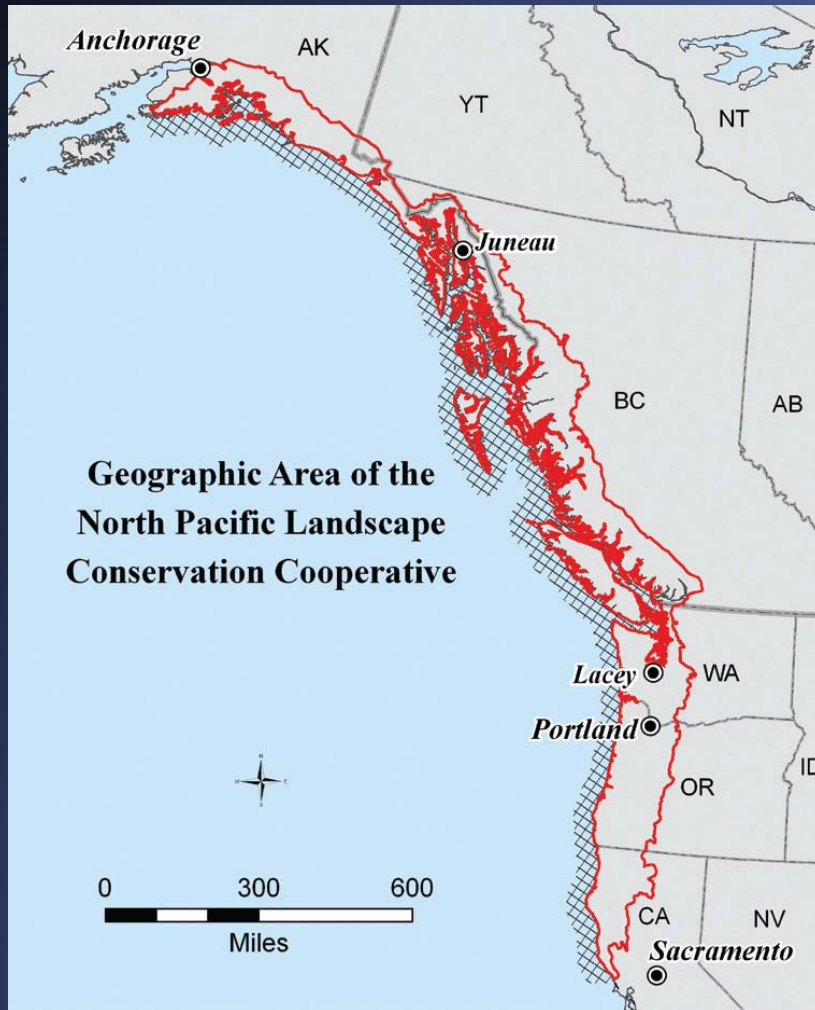 Anchorage
AK
YT
NT
Juneau
BC
AB
Geographic Area of the
North Pacific Landscape
Conservation Cooperative
Lacey
WA
Portland
ID
OR
0 300 600
Miles
CA
NV
Sacramento